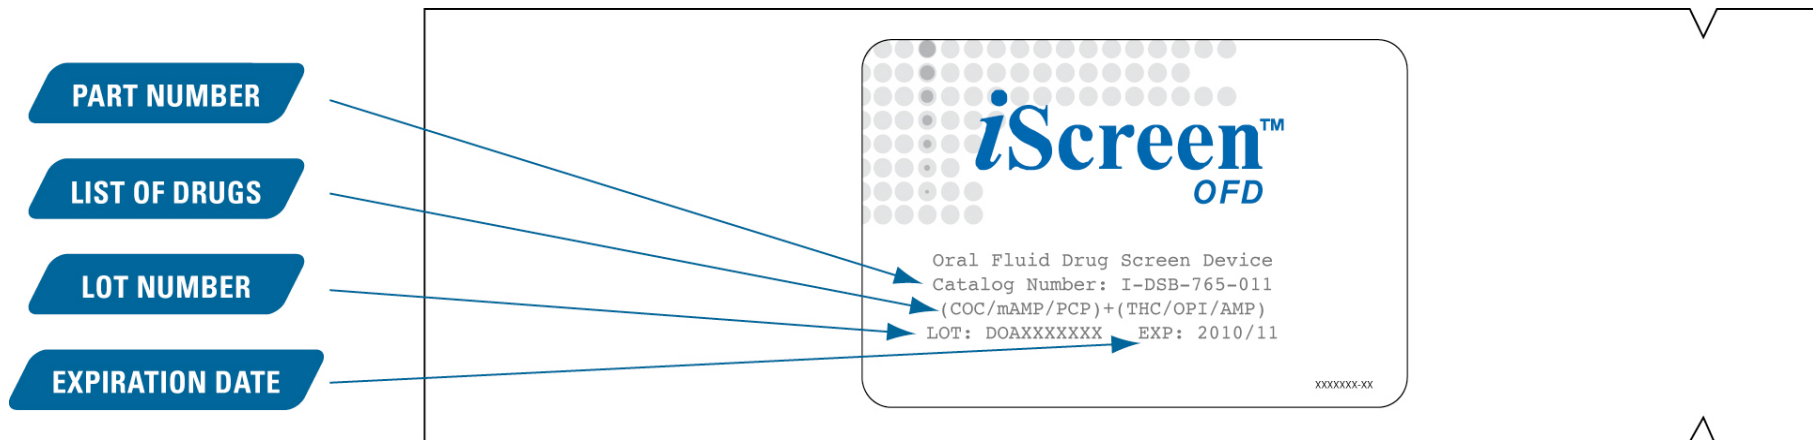 PART NUMBER
LIST OF DRUGS
LOT NUMBER
EXPIRATION DATE
iScreen™
OFD
Oral Fluid Drug Screen Device
Catalog Number: I-DSB-765-011
(COC/mAMP/PCP)+(THC/OPI/AMP)
LOT: DOAXXXXXXX EXP: 2010/11
XXXXXXX-XX